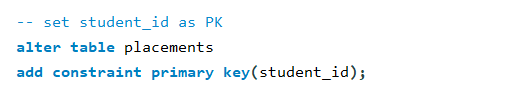 -- set student_id as PK
alter table placements
add constraint primary key(student_id);